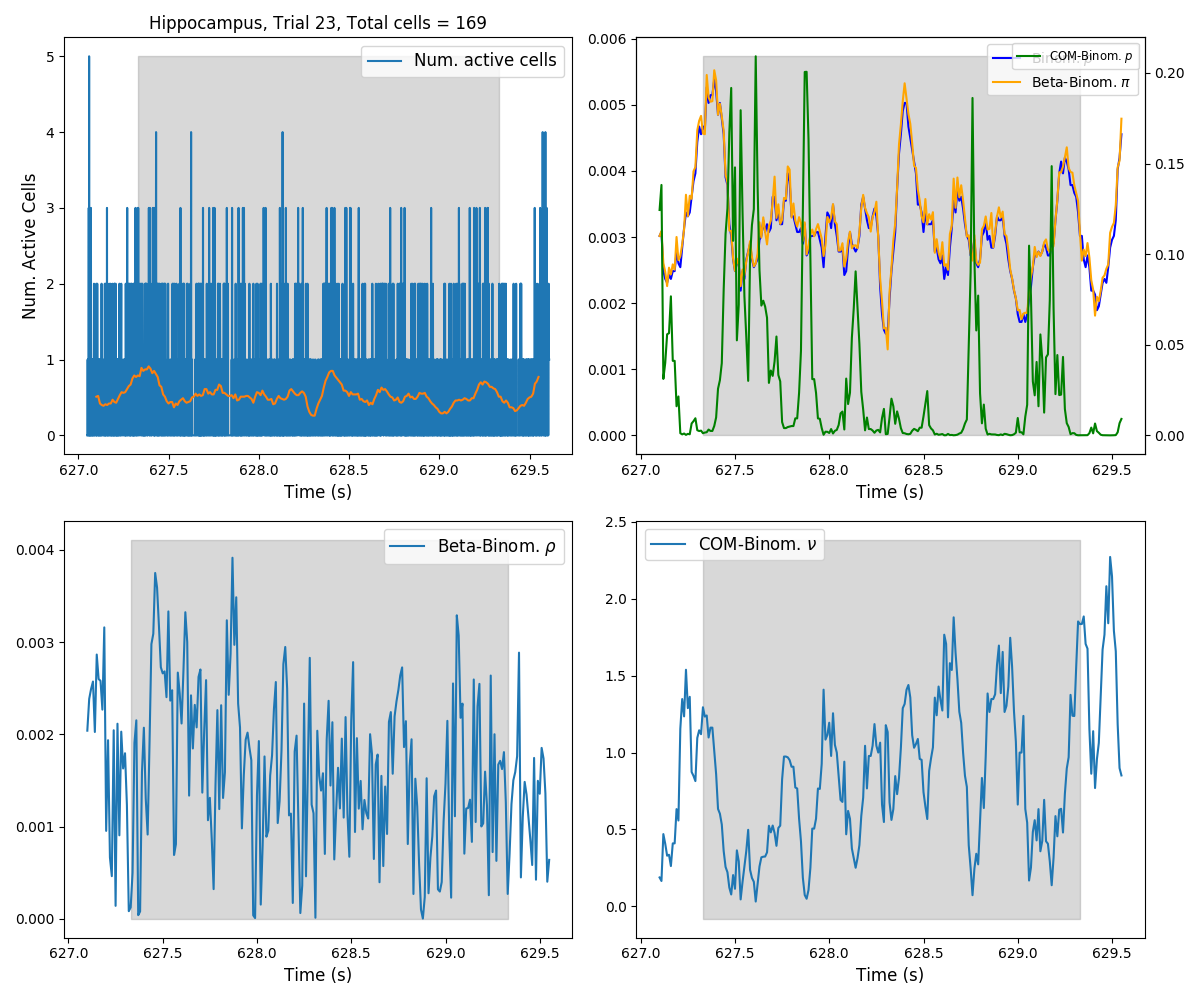 Hippocampus, Trial 23, Total cells = 169
Num. active cells
Num. Active Cells
5
4
3
2
1
0
627.0 627.5 628.0 628.5 629.0 629.5
Time (s)
COM-Binom. p
Beta-Binom. π
0.006
0.005
0.004
0.003
0.002
0.001
0.000
0.20
0.15
0.10
0.05
0.00
627.0 627.5 628.0 628.5 629.0 629.5
Time (s)
Beta-Binom. ρ
0.004
0.003
0.002
0.001
0.000
627.0 627.5 628.0 628.5 629.0 629.5
Time (s)
COM-Binom. ν
2.5
2.0
1.5
1.0
0.5
0.0
627.0 627.5 628.0 628.5 629.0 629.5
Time (s)